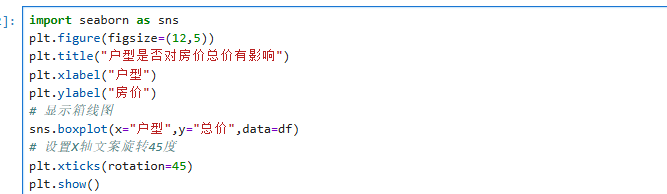 ]:
import seaborn as sns
plt.figure(figsize=(12,5))
plt.title("户型是否对房价总价有影响")
plt.xlabel("户型")
plt.ylabel("房价")
# 显示箱线图
sns.boxplot(x="户型",y="总价",data=df)
# 设置X轴文案旋转45度
plt.xticks(rotation=45)
plt.show()